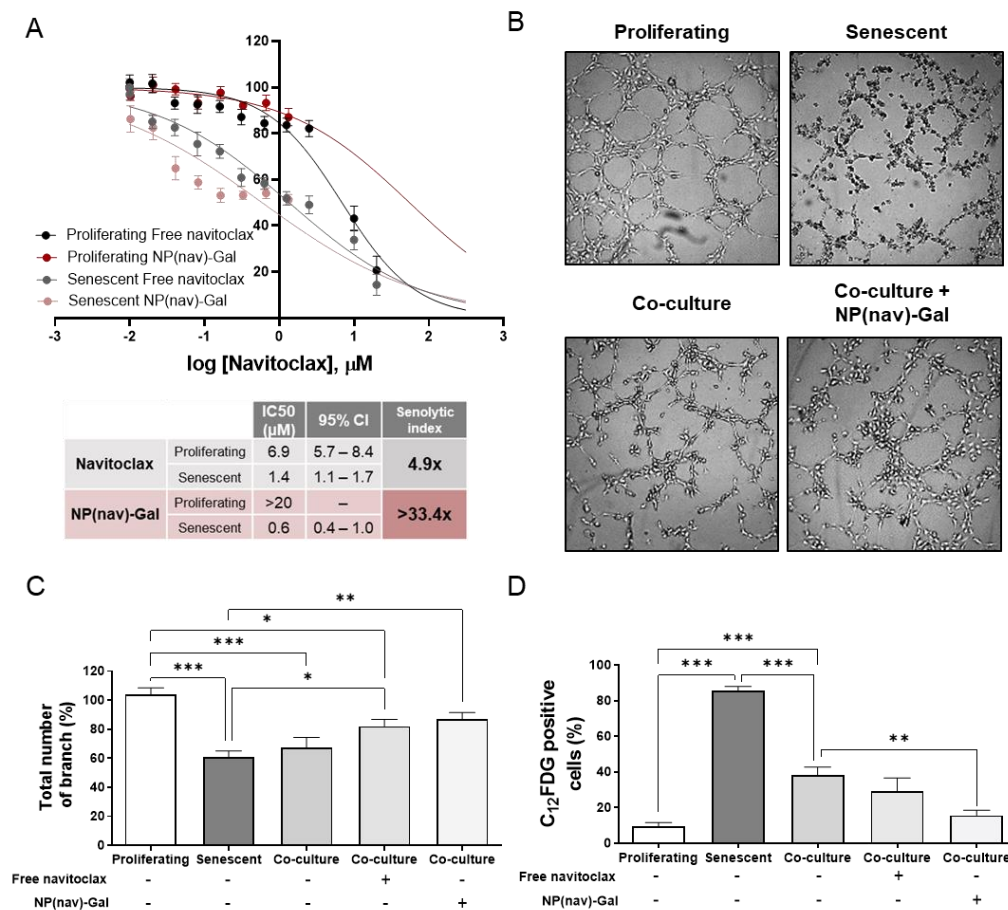 A
120
100
80
60
40
20
-3
-2
-1
0
1
2
3
Proliferating Free navitoclax
Proliferating NP(nav)-Gal
Senescent Free navitoclax
Senescent NP(nav)-Gal
log [Navitoclax], μM
IC50 (μM) 95% CI Senolytic index
Navitoclax Proliferating 6.9 5.7 – 8.4 4.9x
Senescent 1.4 1.1 – 1.7
NP(nav)-Gal Proliferating >20 – >33.4x
Senescent 0.6 0.4 – 1.0
B
Proliferating
Senescent
Co-culture
Co-culture +
NP(nav)-Gal
C
**
*
***
***
*
Total number
of branch (%)
120
100
80
60
40
20
0
Proliferating Senescent Co-culture Co-culture Co-culture
Free navitoclax - - - + -
NP(nav)-Gal - - - - +
D
***
*** ***
**
C12FDG positive
cells (%)
100
80
60
40
20
0
Proliferating Senescent Co-culture Co-culture Co-culture
Free navitoclax - - - + -
NP(nav)-Gal - - - - +